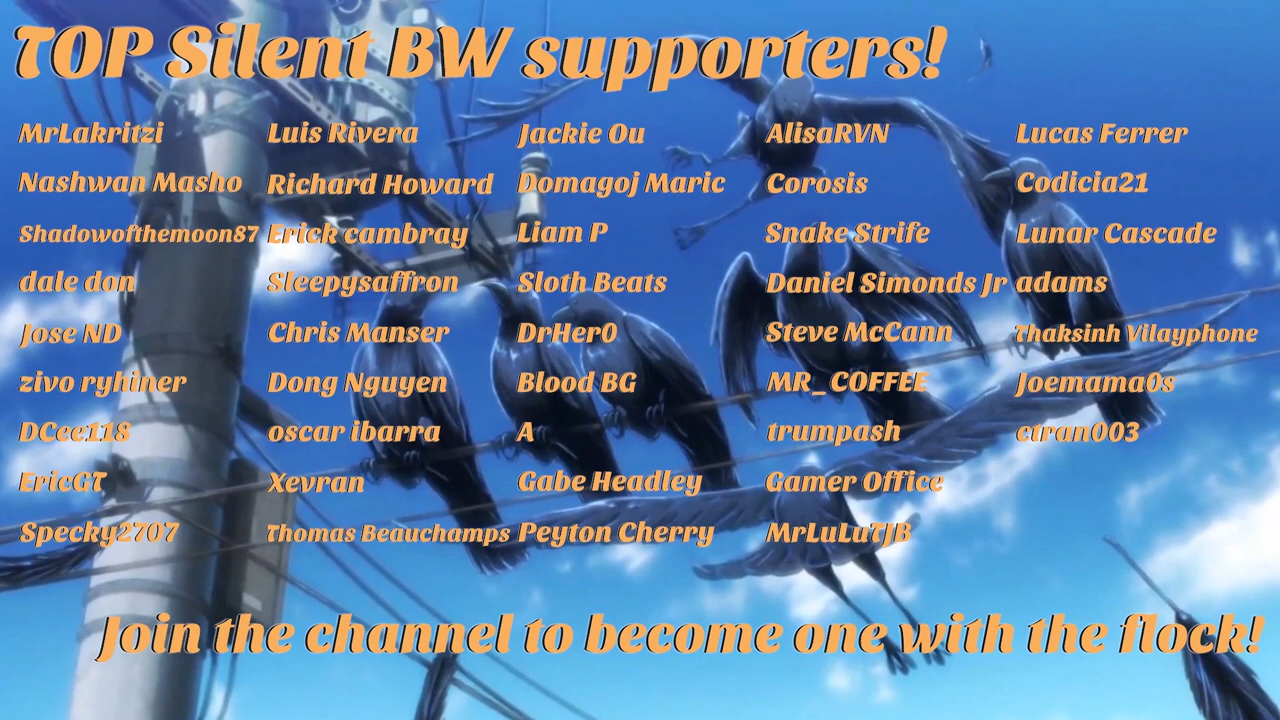 TOP Silent BW supporters!
MrLakritzi
Nashwan Masho
Shadowofthemoon87
dale don
Jose ND
zivo ryhiner
DCee118
EricGT
Specky2707
Luis Rivera
Richard Howard
Erick cambray
Sleepysaffron
Chris Manser
Dong Nguyen
oscar ibarra
Xevran
Thomas Beauchamps
Jackie Ou
Domagoj Maric
Liam P
Sloth Beats
DrHer0
Blood BG
A
Gabe Headley
Peyton Cherry
AlisaRVN
Corosis
Snake Strife
Daniel Simonds Jr
Steve McCann
MR_COFFEE
trumpash
Gamer Office
MrLuLuTJB
Lucas Ferrer
Codicia21
Lunar Cascade
adams
Thaksinh Vilayphone
Joemama0s
ctran003
Join the channel to become one with the flock!